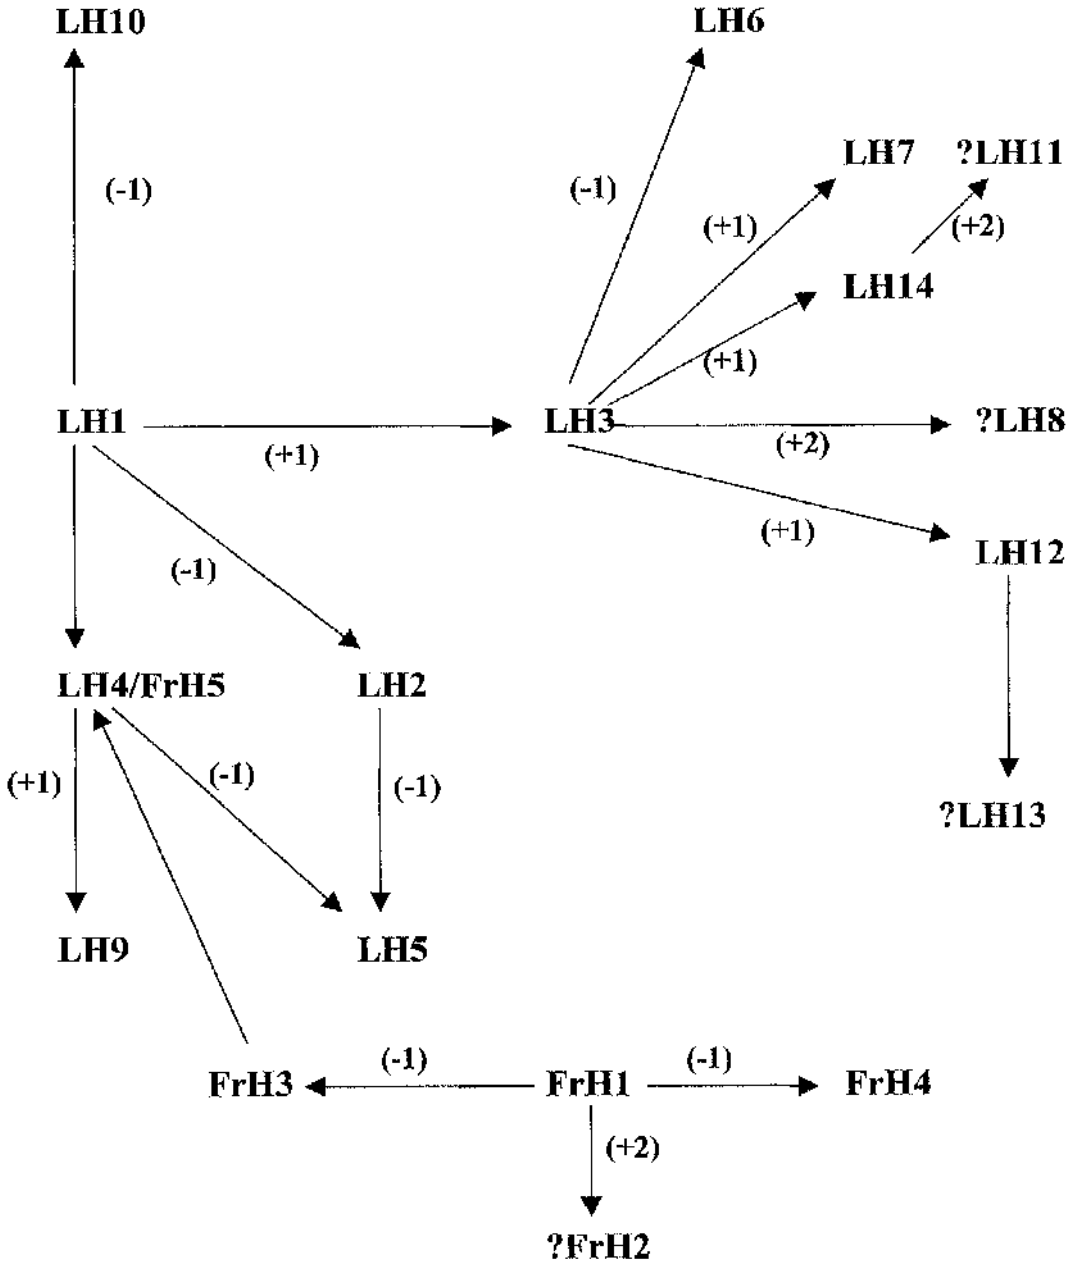 LH10 LH6
LH7 ?LH11
(-1) (-1)
(+1) (+2)
LH14
(+1)
LH1 LH3 ?LH8
(+1) (+2)
(+1)
LH12
(-1)
LH4/FrH5 LH2
(+1) (-1) (-1)
?LH13
LH9 LH5
(-1) (-1)
FrH3 FrH1 FrH4
(+2)
?FrH2